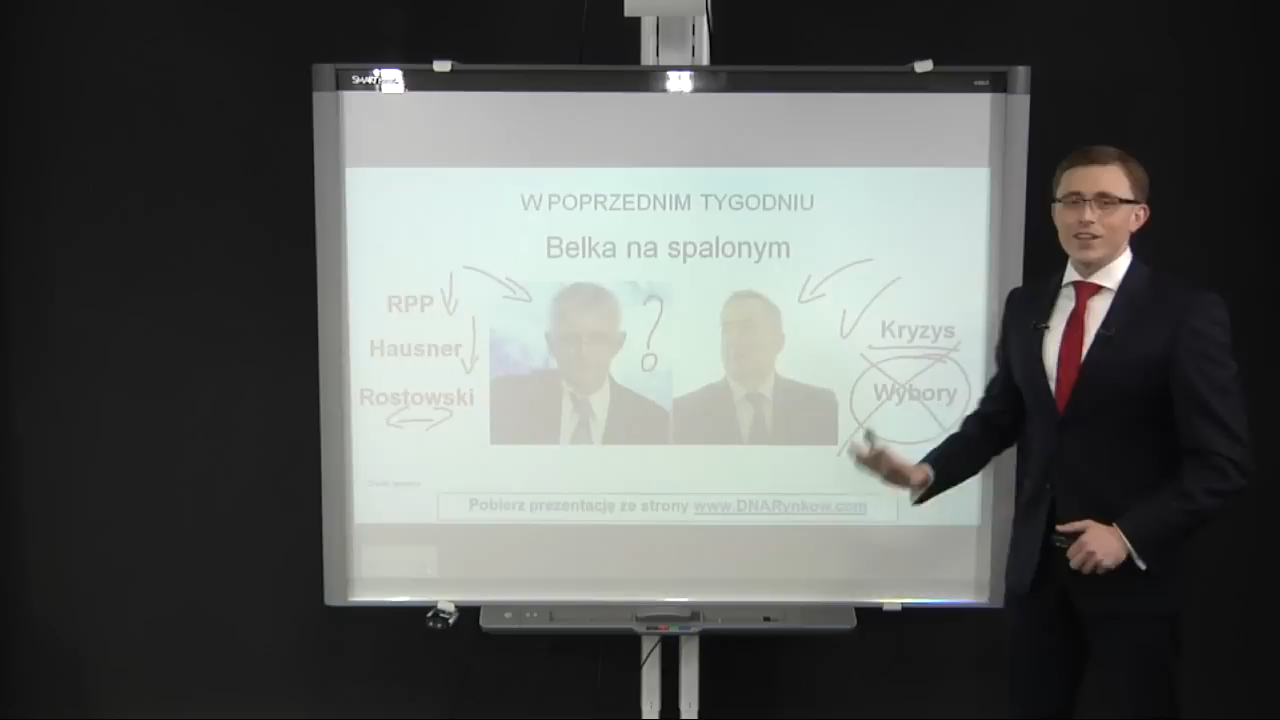 SMART
W POPRZEDNIM TYGODNIU
Belka na spalonym
RPP
Hausner
Rostowski
?
Kryzys
Wybory
Pobierz prezentację ze strony www.DNARynkow.com